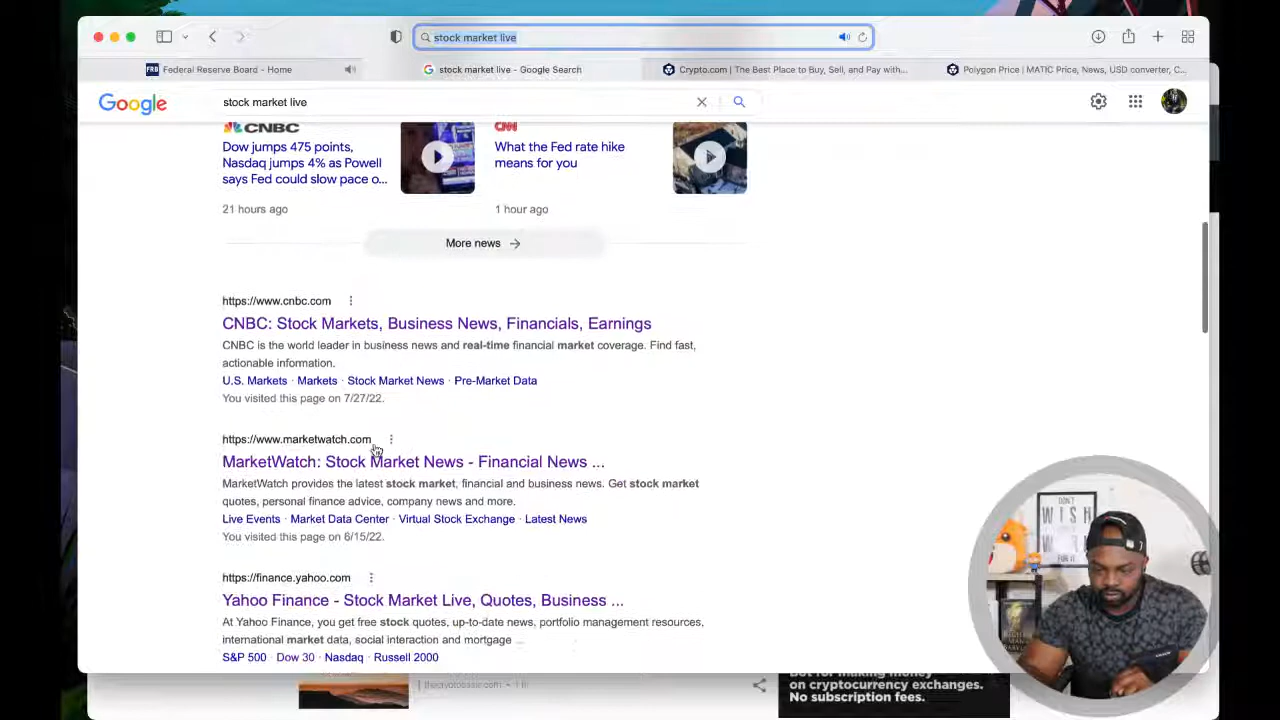 stock market live
Federal Reserve Board - Home
stock market live - Google Search
Crypto.com | The Best Place to Buy, Sell, and Pay with...
Polygon Price | MATIC Price, News, USD converter, C...
Google
stock market live
CNBC
Dow jumps 475 points,
Nasdaq jumps 4% as Powell
says Fed could slow pace o...
21 hours ago
CNN
What the Fed rate hike
means for you
1 hour ago
More news →
https://www.cnbc.com
CNBC: Stock Markets, Business News, Financials, Earnings
CNBC is the world leader in business news and real-time financial market coverage. Find fast,
actionable information.
U.S. Markets · Markets · Stock Market News · Pre-Market Data
You visited this page on 7/27/22.
https://www.marketwatch.com
MarketWatch: Stock Market News - Financial News ...
MarketWatch provides the latest stock market, financial and business news. Get stock market
quotes, personal finance advice, company news and more.
Live Events · Market Data Center · Virtual Stock Exchange · Latest News
You visited this page on 6/15/22.
https://finance.yahoo.com
Yahoo Finance - Stock Market Live, Quotes, Business ...
At Yahoo Finance, you get free stock quotes, up-to-date news, portfolio management resources,
international market data, social interaction and mortgage ...
S&P 500 · Dow 30 · Nasdaq · Russell 2000
on cryptocurrency exchanges.
No subscription fees.
DON'T
WISH
FOR IT